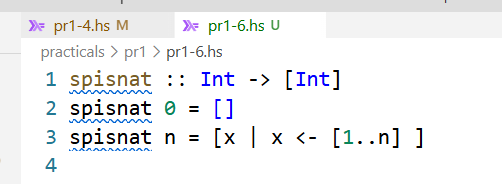 pr1-4.hs M
pr1-6.hs U
practicals > pr1 > pr1-6.hs
1 spisnat :: Int -> [Int]
2 spisnat 0 = []
3 spisnat n = [x | x <- [1..n] ]
4